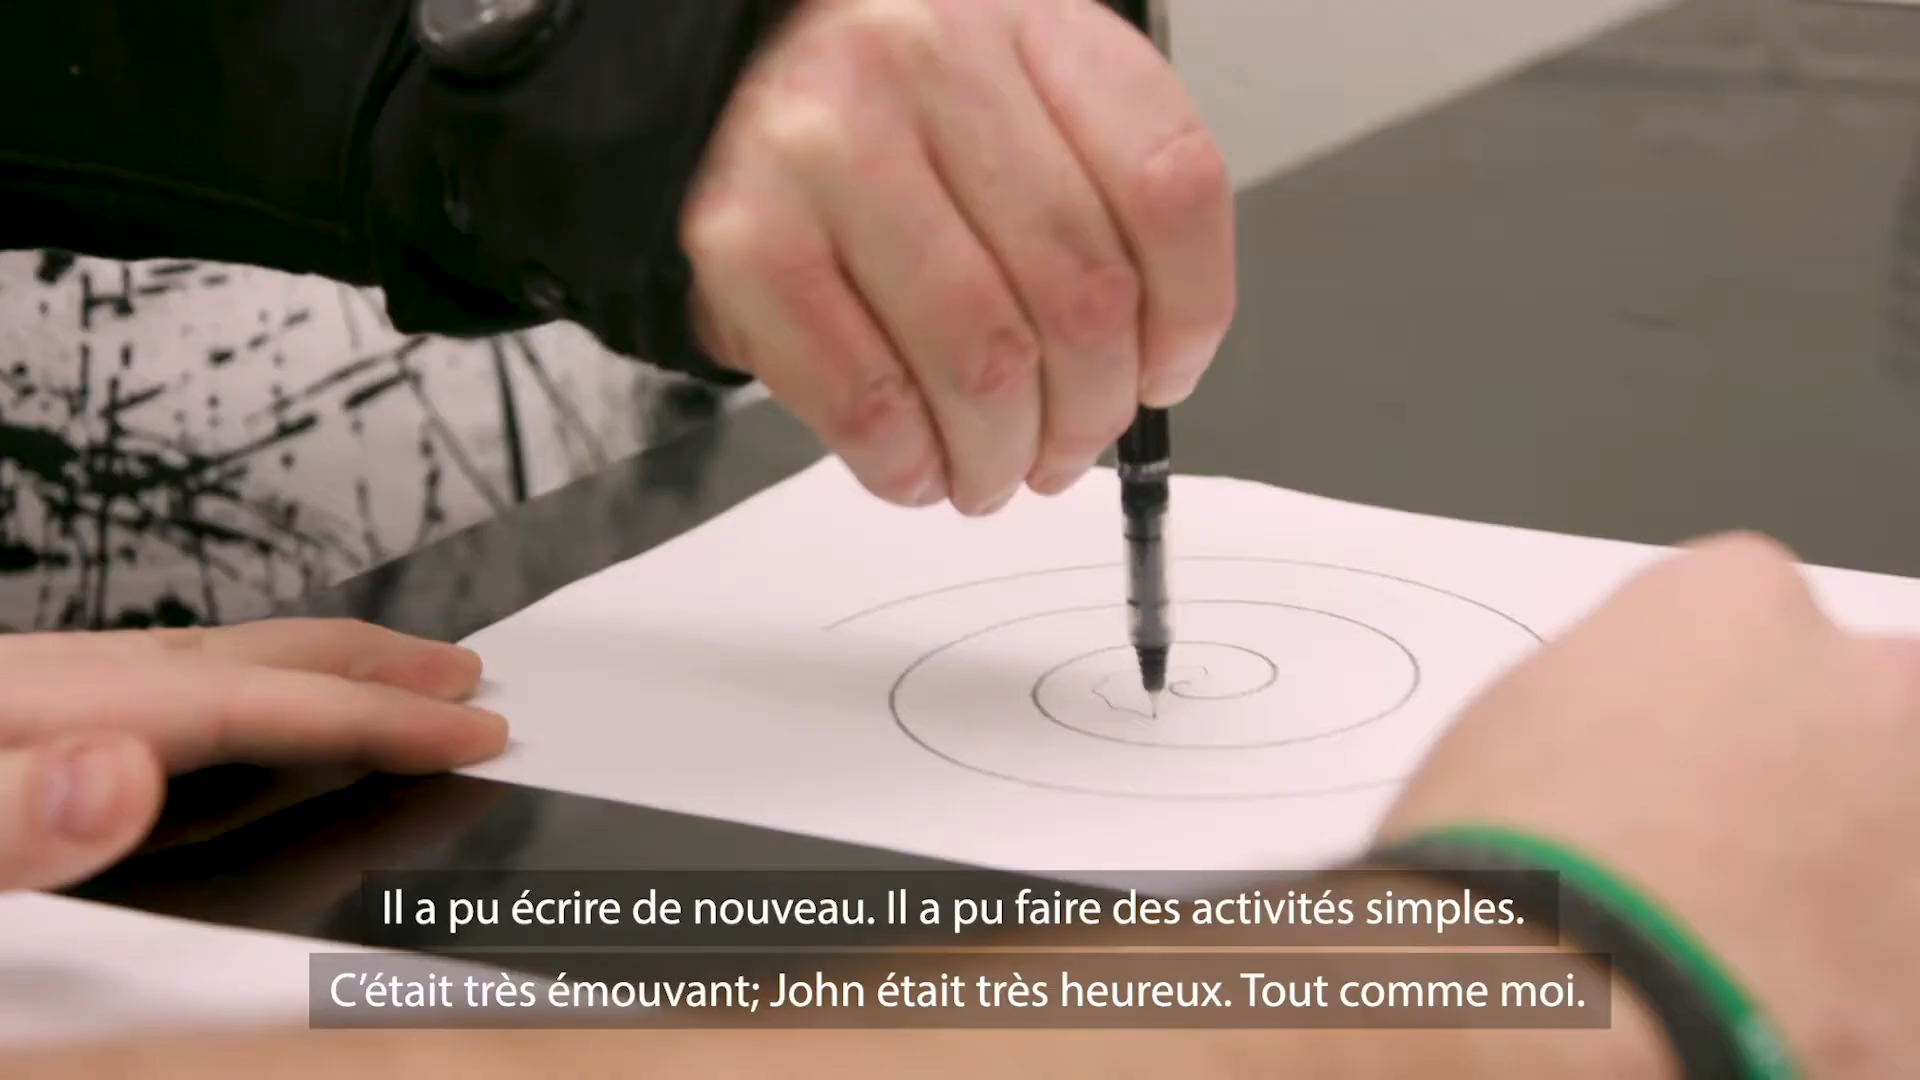 Il a pu écrire de nouveau. Il a pu faire des activités simples.
C’était très émouvant; John était très heureux. Tout comme moi.